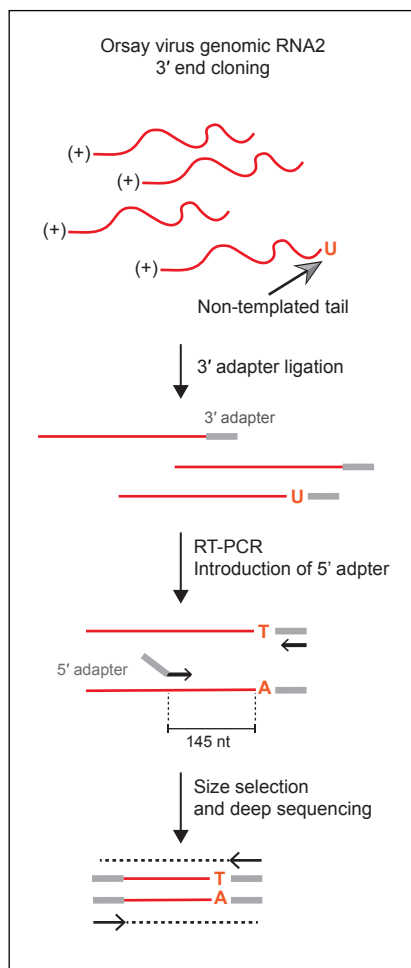 Orsay virus genomic RNA2
3′ end cloning
(+)
(+)
(+)
(+)
U
Non-templated tail
3′ adapter ligation
3′ adapter
U
RT-PCR
Introduction of 5’ adpter
T
5′ adapter
A
145 nt
Size selection
and deep sequencing
T
A